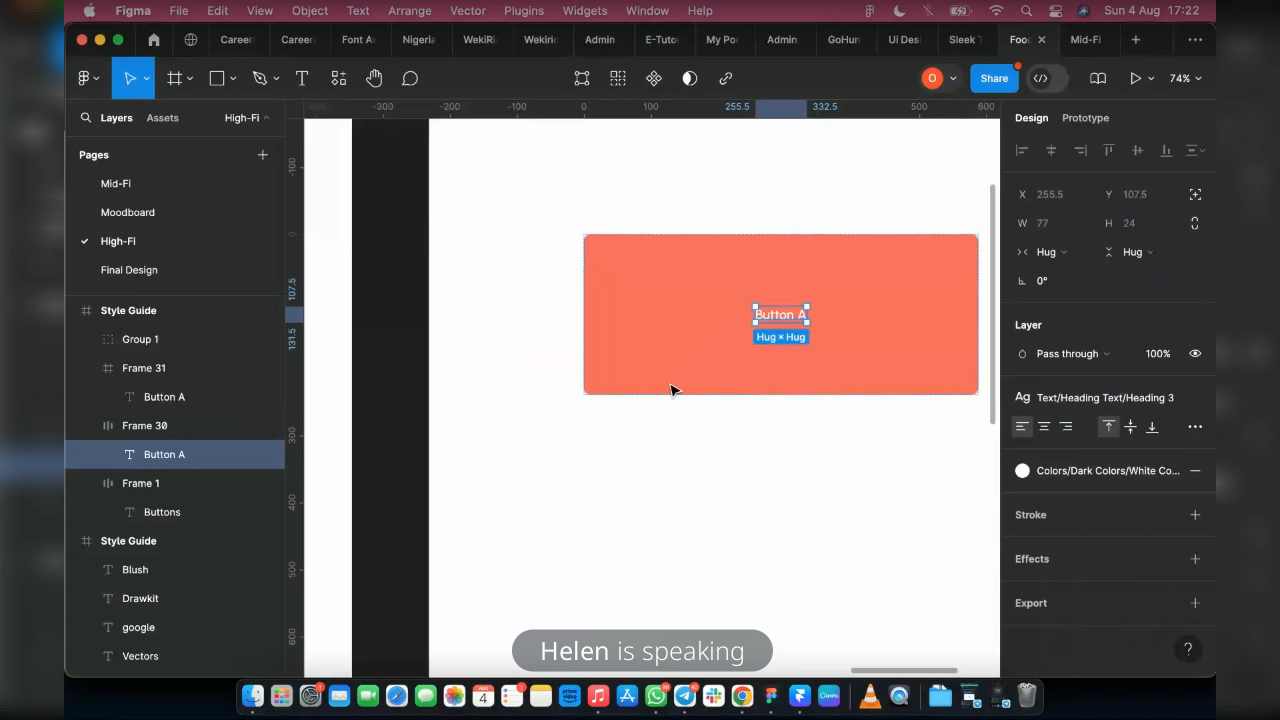 Figma File Edit View Object Text Arrange Vector Plugins Widgets Window Help Sun 4 Aug 17:22
Career Career Nigeria Wekiri Admin E-Tuto My Po Admin GoHun Ui Des Sleek Food Mid-Fi
O Share 74%
Layers Assets High-Fi
Pages
Mid-Fi
Moodboard
High-Fi
Final Design
Style Guide
Group 1
Frame 31
Button A
Frame 30
Button A
Frame 1
Buttons
Style Guide
Blush
Drawkit
google
Vectors
-400 -300 -200 -100 0 100 255.5 332.5 500 600
-100
0
107.5
131.5
300
400
500
600
Button A
Hug × Hug
Helen is speaking
Design Prototype
X 255.5 Y 107.5
W 77 H 24
Hug Hug
0°
Layer
Pass through 100%
Ag Text/Heading Text/Heading 3
Colors/Dark Colors/White Co...
Stroke
Effects
Export
?